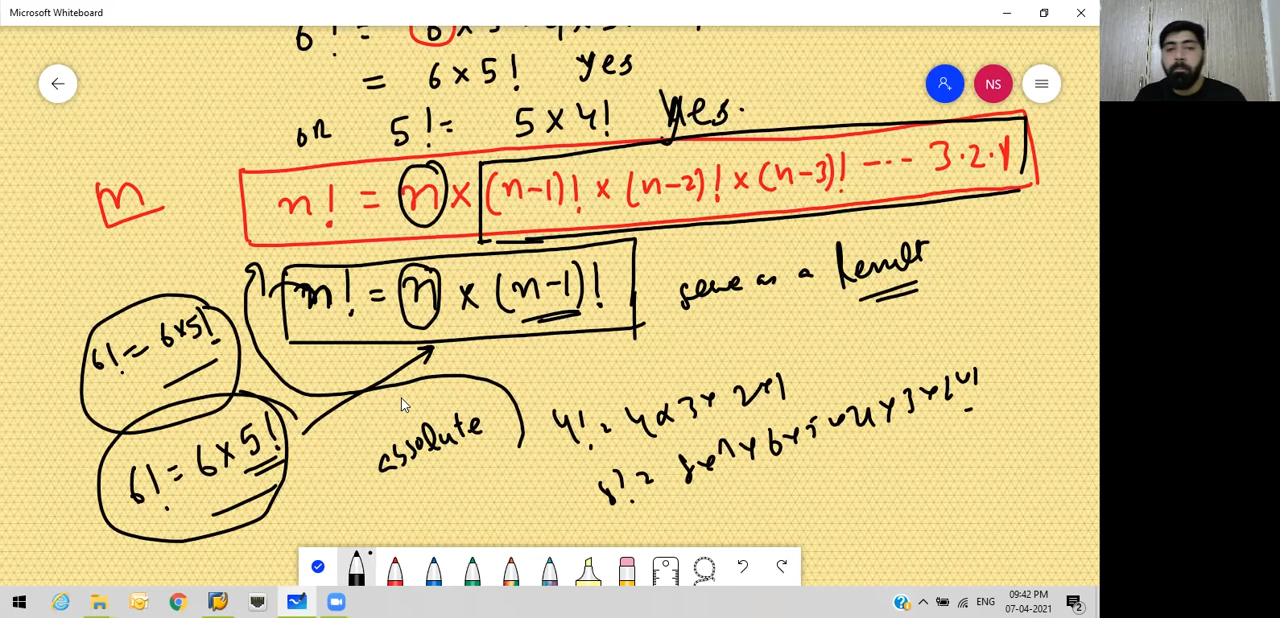 Microsoft Whiteboard
= 6 × 5! yes
or 5! = 5 × 4! Yes.
NS
n
n! = n × (n-1)! × (n-2)! × (n-3)! ---- 3·2·1
n! = n × (n-1)! as a Result
6! = 6×5!
6! = 6 × 5!
absolute
4! = 4 × 3 × 2 × 1
ENG
09:42 PM
07-04-2021
2